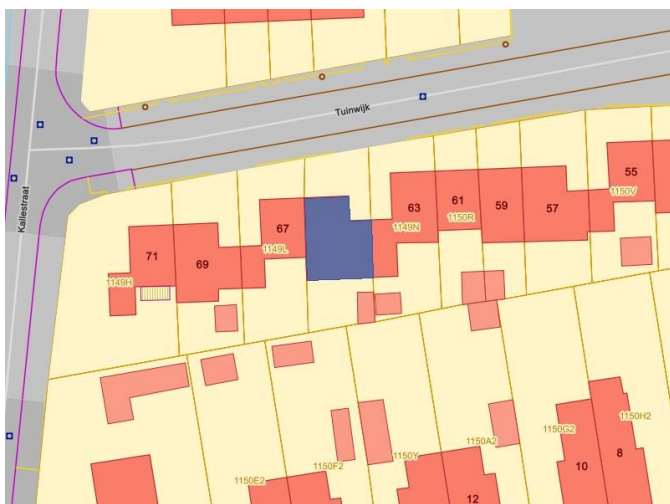 Tuinwijk
Kallestraat
55
1150V
63
61
59
57
1149N
1150R
67
1149L
71
69
1149H
1150H2
1150G2
8
10
1150A2
1150Y
1150F2
1150E2
12